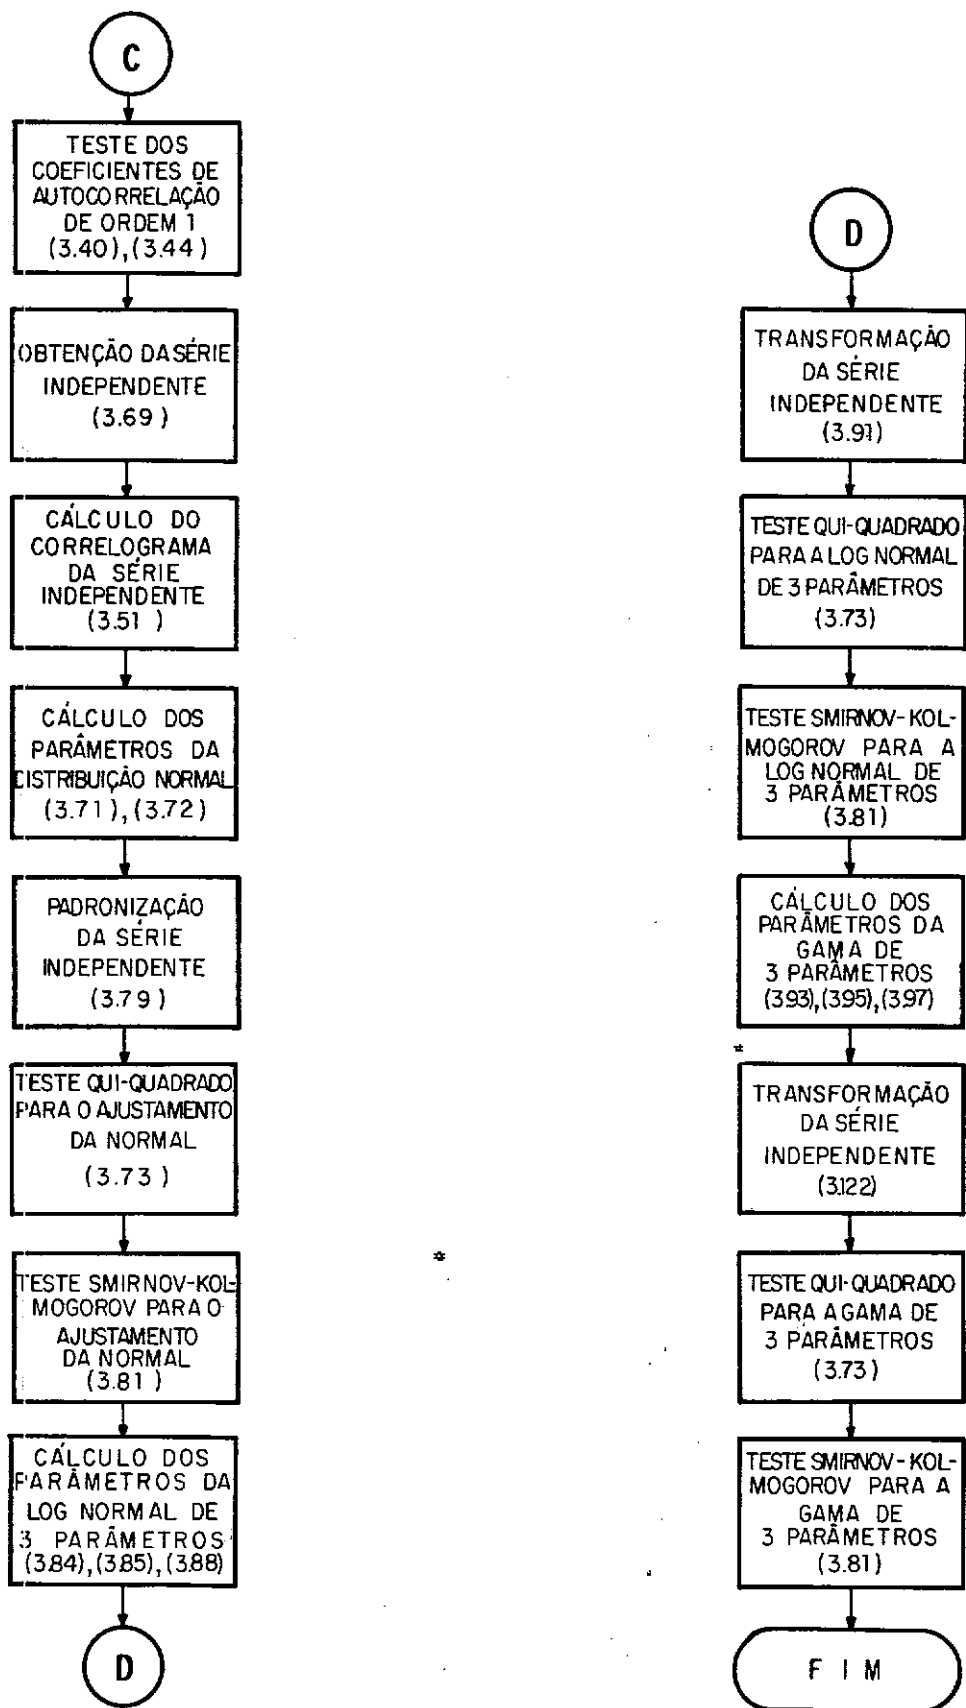 C
TESTE DOS
COEFICIENTES DE
AUTOCORRELAÇÃO
DE ORDEM 1
(3.40),(3.44)
OBTENÇÃO DA SÉRIE
INDEPENDENTE
(3.69)
CÁLCULO DO
CORRELOGRAMA
DA SÉRIE
INDEPENDENTE
(3.51)
CÁLCULO DOS
PARÂMETROS DA
DISTRIBUIÇÃO NORMAL
(3.71),(3.72)
PADRONIZAÇÃO
DA SÉRIE
INDEPENDENTE
(3.79)
TESTE QUI-QUADRADO
PARA O AJUSTAMENTO
DA NORMAL
(3.73)
TESTE SMIRNOV-KOL-
MOGOROV PARA O
AJUSTAMENTO
DA NORMAL
(3.81)
CÁLCULO DOS
PARÂMETROS DA
LOG NORMAL DE
3 PARÂMETROS
(3.84),(3.85),(3.88)
D
D
TRANSFORMAÇÃO
DA SÉRIE
INDEPENDENTE
(3.91)
TESTE QUI-QUADRADO
PARA A LOG NORMAL
DE 3 PARÂMETROS
(3.73)
TESTE SMIRNOV-KOL-
MOGOROV PARA A
LOG NORMAL DE
3 PARÂMETROS
(3.81)
CÁLCULO DOS
PARÂMETROS DA
GAMA DE
3 PARÂMETROS
(3.93),(3.95),(3.97)
TRANSFORMAÇÃO
DA SÉRIE
INDEPENDENTE
(3.122)
TESTE QUI-QUADRADO
PARA A GAMA DE
3 PARÂMETROS
(3.73)
TESTE SMIRNOV-KOL-
MOGOROV PARA A
GAMA DE
3 PARÂMETROS
(3.81)
FIM